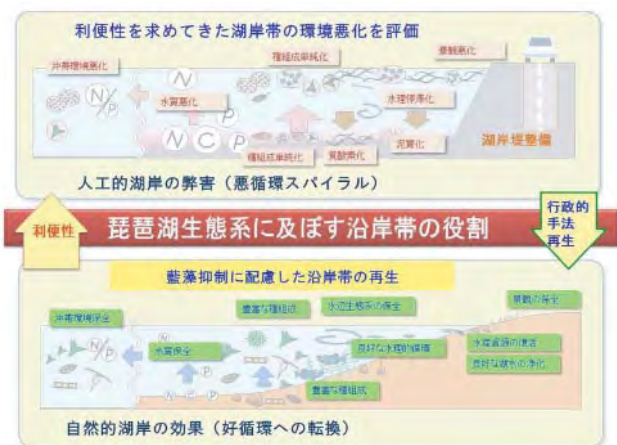 利便性を求めてきた湖岸帯の環境悪化を評価
沖帯環境悪化
種組成単純化
景観悪化
N
N/P
水質悪化
水理停滞化
N C P
湖岸堤整備
種組成単純化
貧酸素化
泥質化
人工的湖岸の弊害（悪循環スパイラル）
利便性
琵琶湖生態系に及ぼす沿岸帯の役割
行政的
手法
再生
藍藻抑制に配慮した沿岸帯の再生
沖帯環境保全
豊富な種組成
水辺生態系の保全
景観の保全
N
N/P
水質保全
P
良好な水理的循環
水産資源の復活
良好な湖水の浄化
豊富な種組成
N C P
自然的湖岸の効果（好循環への転換）